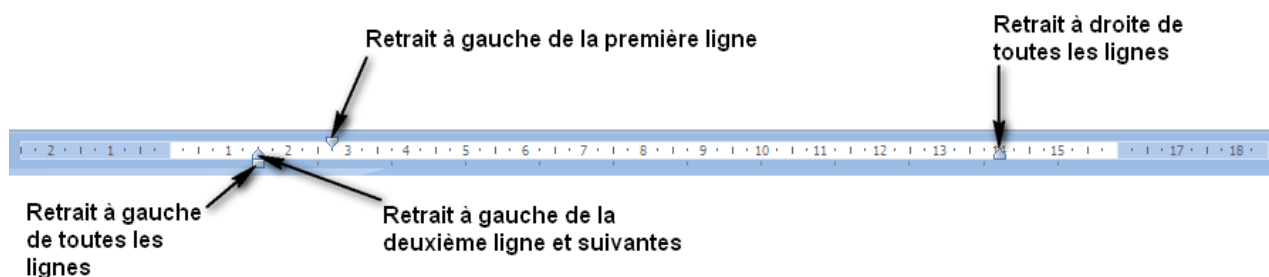 Retrait à gauche de la première ligne
Retrait à droite de
toutes les lignes
2 1 1 2 3 4 5 6 7 8 9 10 11 12 13 14 15 17 18
Retrait à gauche
de toutes les
lignes
Retrait à gauche de la
deuxième ligne et suivantes